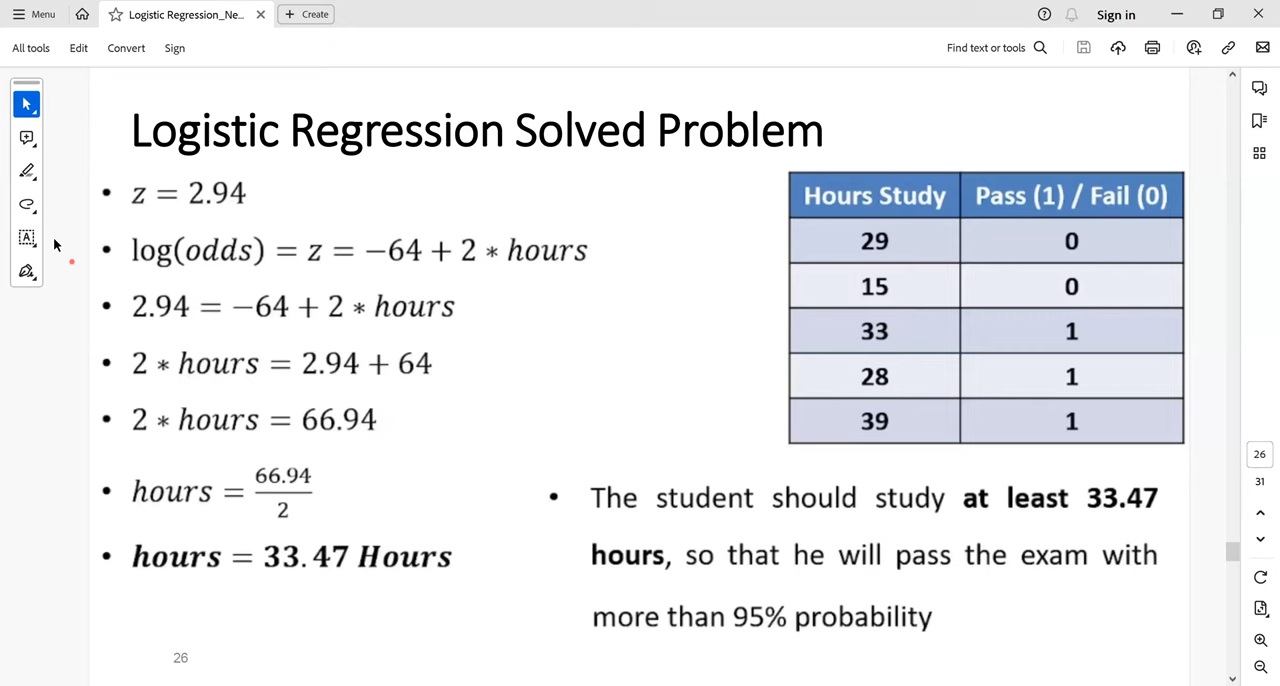 Menu
Logistic Regression_Ne...
Create
Sign in
All tools
Edit
Convert
Sign
Find text or tools
Logistic Regression Solved Problem
• z = 2.94
• log(odds) = z = −64 + 2 ∗ hours
• 2.94 = −64 + 2 ∗ hours
• 2 ∗ hours = 2.94 + 64
• 2 ∗ hours = 66.94
• hours = 66.94/2
• hours = 33.47 Hours
Hours Study Pass (1) / Fail (0)
29 0
15 0
33 1
28 1
39 1
• The student should study at least 33.47
hours, so that he will pass the exam with
more than 95% probability
26
26
31